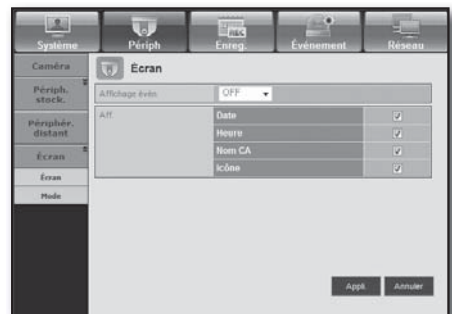 Système Périph Enreg. Événement Réseau
Caméra
Écran
Périph. stock.
Affichage évén. OFF
Aff. Date
Périphér. distant
Heure
Nom CA
Écran
Icône
Écran
Mode
Appli. Annuler